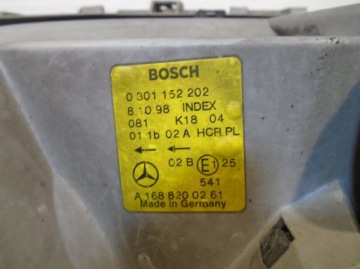 BOSCH
0 301 152 202
8.10.98 INDEX
081 K18 04
01 1b 02 A HCR PL
02 B E1 25
541
A 168 820 02 61
Made in Germany